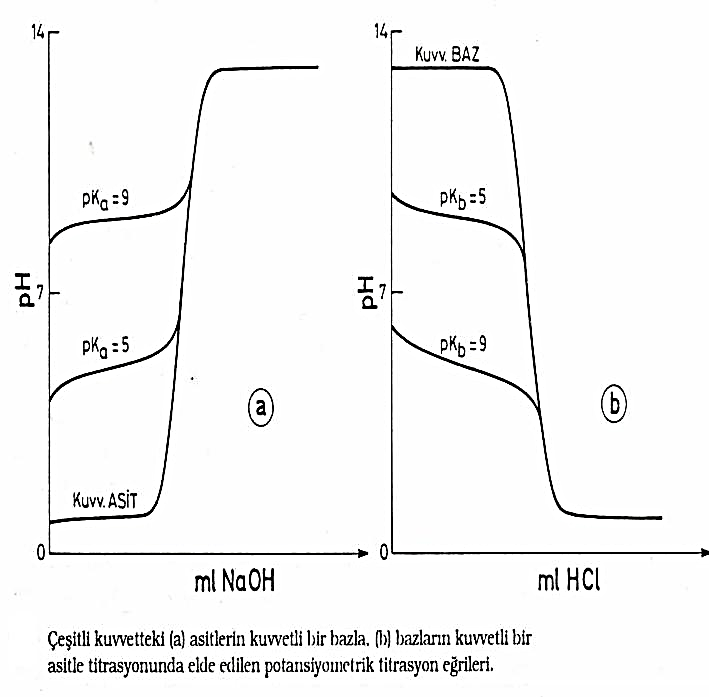 14
pKa=9
pH
7
pKa=5
a
Kuvv. ASİT
0
ml NaOH
14
Kuvv. BAZ
pKb=5
pH
7
pKb=9
b
0
ml HCl
Çeşitli kuvvetteki (a) asitlerin kuvvetli bir bazla, (b) bazların kuvvetli bir
asitle titrasyonunda elde edilen potansiyometrik titrasyon eğrileri.